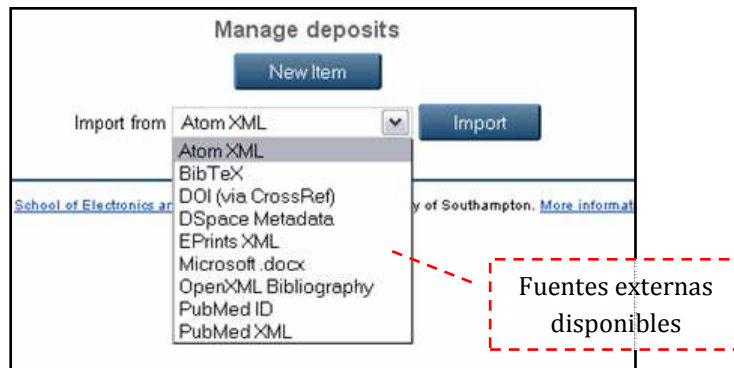 Manage deposits
New Item
Import from Atom XML Import
Atom XML
BibTeX
DOI (via CrossRef)
School of Electronics ar y of Southampton. More informat
DSpace Metadata
EPrints XML
Microsoft .docx
OpenXML Bibliography
PubMed ID
PubMed XML
Fuentes externas
disponibles